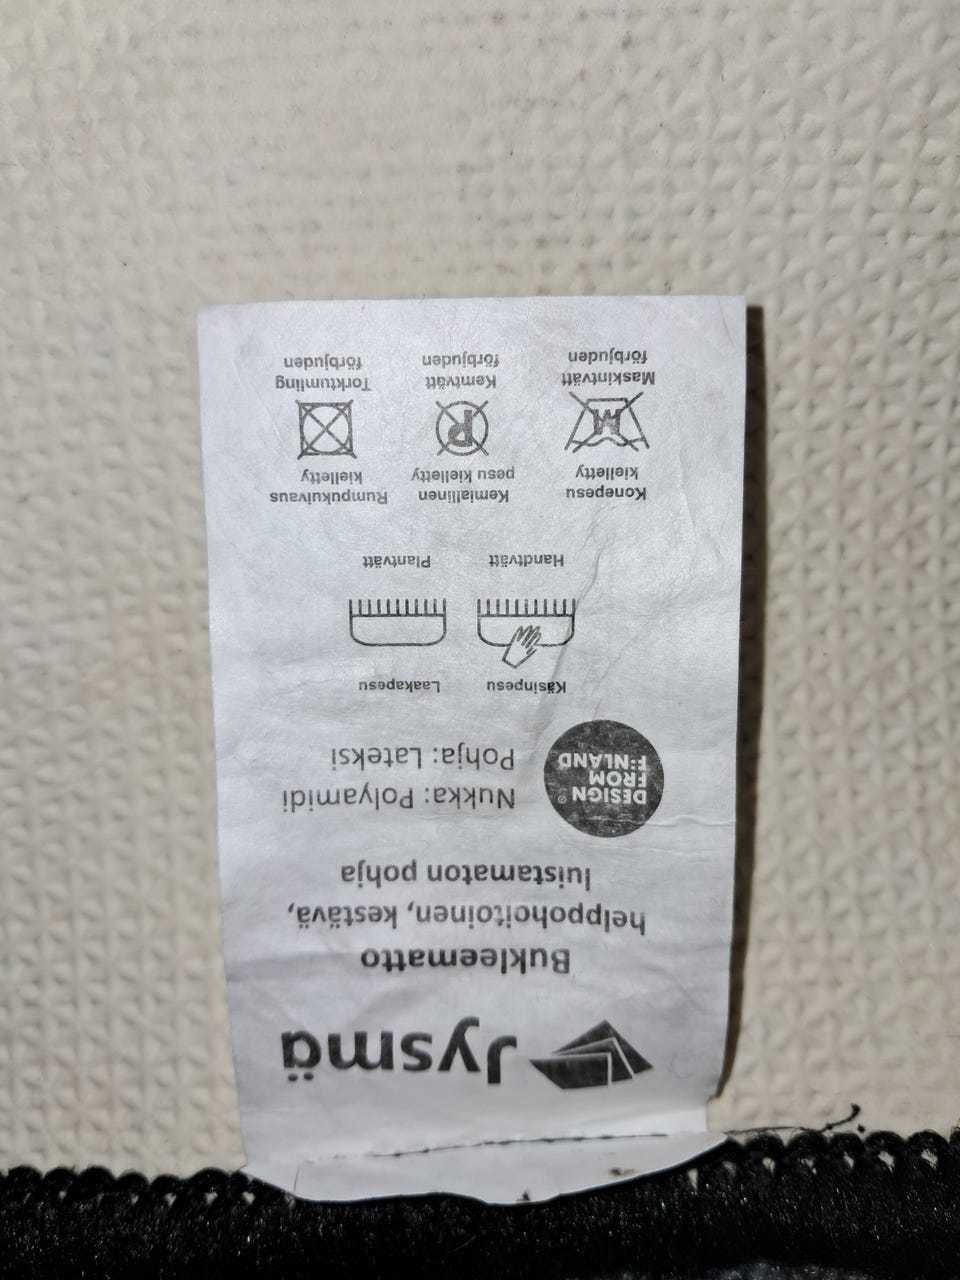 Jysmä
Bukleematto
helppohoitoinen, kestävä,
luistamaton pohja
DESIGN®
FROM
F:NLAND
Nukka: Polyamidi
Pohja: Lateksi
Käsinpesu
Handtvätt
Laakapesu
Plantvätt
Konepesu
kielletty
M
Maskintvätt
förbjuden
Kemiallinen
pesu kielletty
P
Kemtvätt
förbjuden
Rumpukuivaus
kielletty
Torktumling
förbjuden